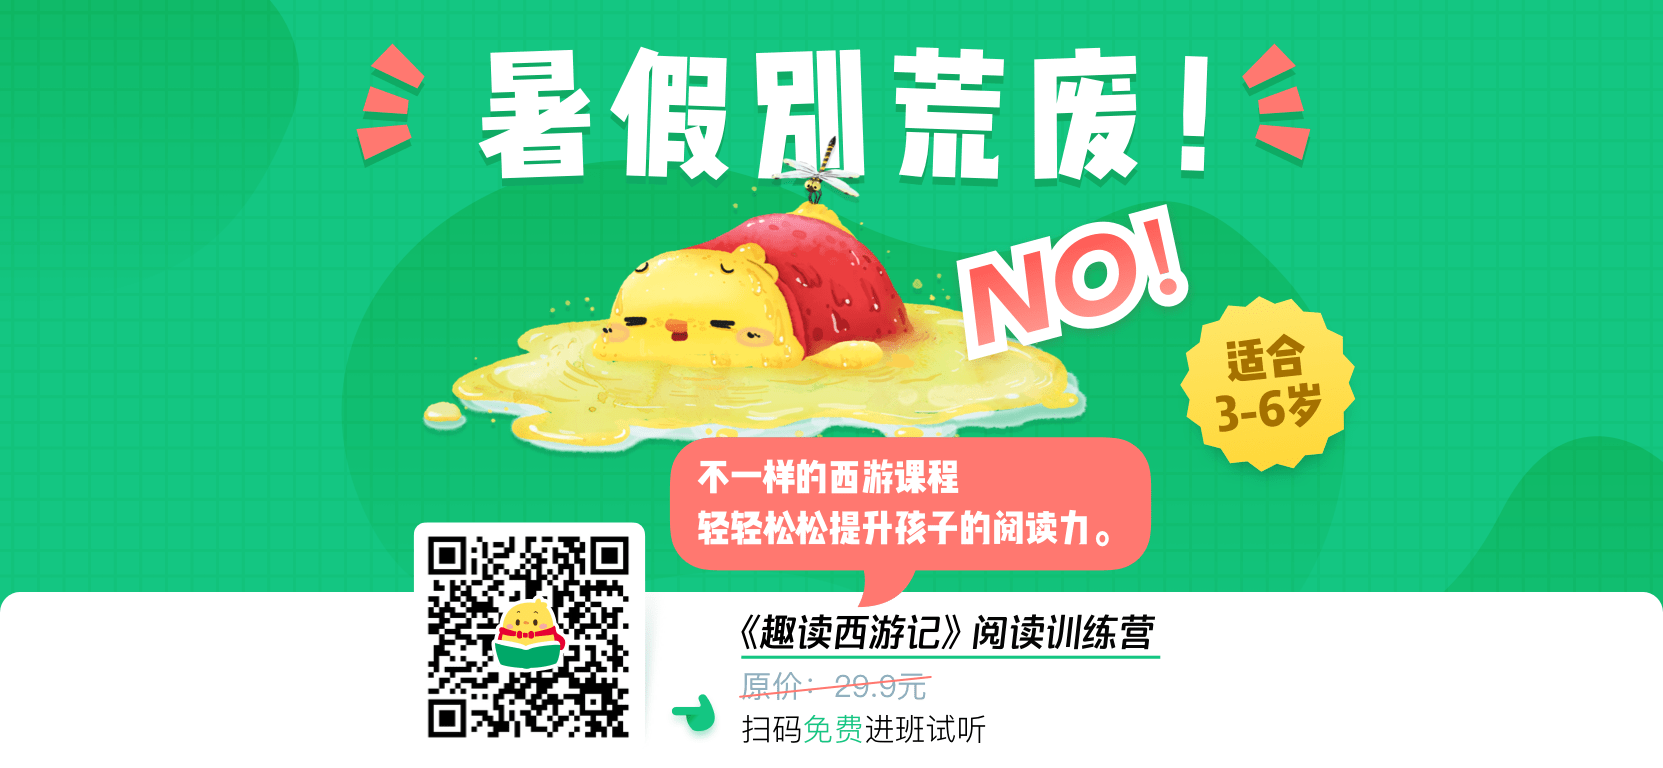 暑假别荒废!
NO!
适合
3-6岁
不一样的西游课程
轻轻松松提升孩子的阅读力。
《趣读西游记》阅读训练营
原价：29.9元
扫码免费进班试听